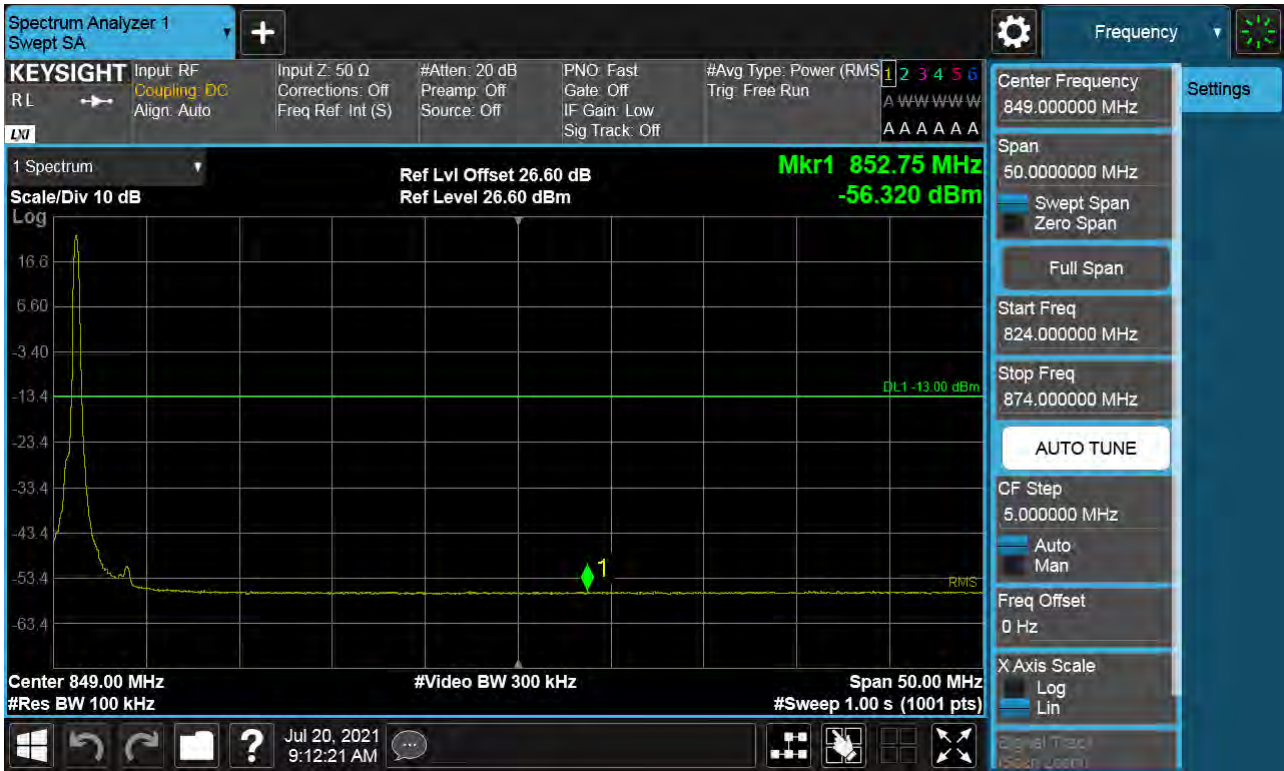 Spectrum Analyzer 1
Swept SA
Frequency
KEYSIGHT
RL
LXI
Input: RF
Coupling: DC
Align: Auto
Input Z: 50 Ω
Corrections: Off
Freq Ref: Int (S)
#Atten: 20 dB
Preamp: Off
Source: Off
PNO: Fast
Gate: Off
IF Gain: Low
Sig Track: Off
#Avg Type: Power (RMS
Trig: Free Run
1 2 3 4 5 6
A W W W W W
A A A A A A
1 Spectrum
Scale/Div 10 dB
Log
Ref Lvl Offset 26.60 dB
Ref Level 26.60 dBm
Mkr1 852.75 MHz
-56.320 dBm
16.6
6.60
-3.40
-13.4
-23.4
-33.4
-43.4
-53.4
-63.4
DL1 -13.00 dBm
1
RMS
Center 849.00 MHz
#Res BW 100 kHz
#Video BW 300 kHz
Span 50.00 MHz
#Sweep 1.00 s (1001 pts)
Center Frequency
849.000000 MHz
Span
50.0000000 MHz
Swept Span
Zero Span
Full Span
Start Freq
824.000000 MHz
Stop Freq
874.000000 MHz
AUTO TUNE
CF Step
5.000000 MHz
Auto
Man
Freq Offset
0 Hz
X Axis Scale
Log
Lin
Signal Track
(Span Zoom)
Settings
?
Jul 20, 2021
9:12:21 AM